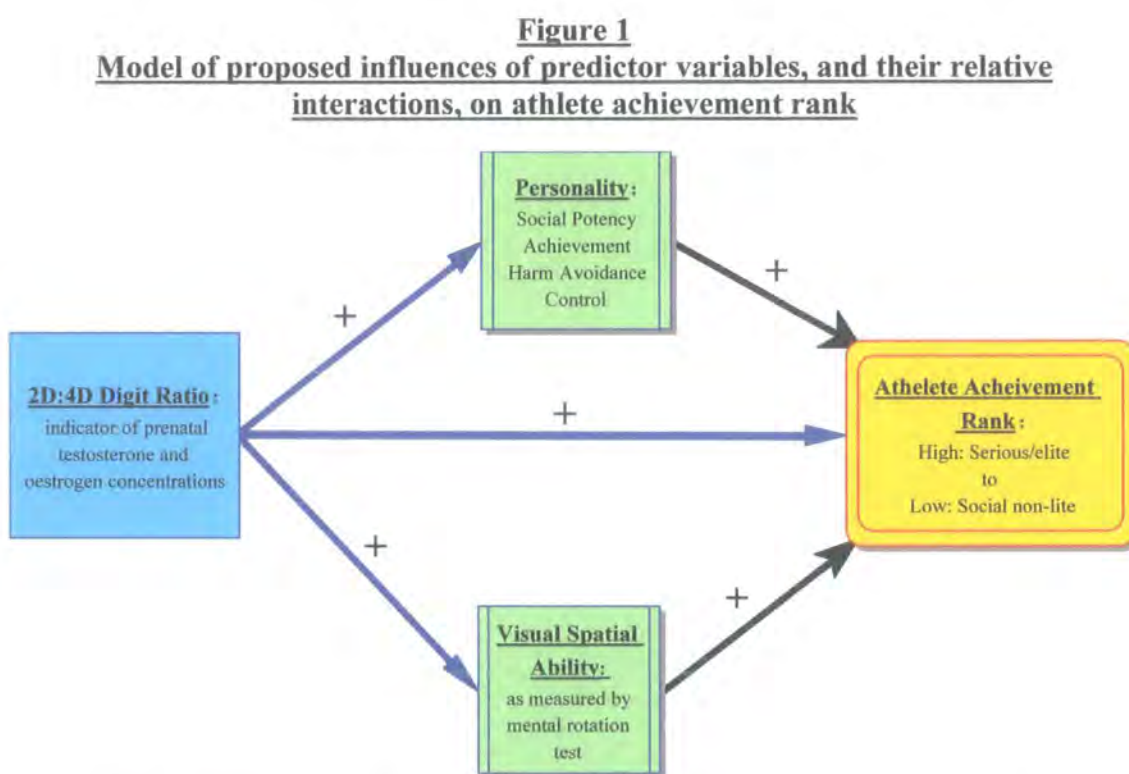 Figure 1
Model of proposed influences of predictor variables, and their relative
interactions, on athlete achievement rank
Personality:
Social Potency
Achievement
Harm Avoidance
Control
+
+
2D:4D Digit Ratio:
indicator of prenatal
testosterone and
oestrogen concentrations
+
Athelete Acheivement
Rank:
High: Serious/elite
to
Low: Social non-lite
+
+
Visual Spatial
Ability:
as measured by
mental rotation
test